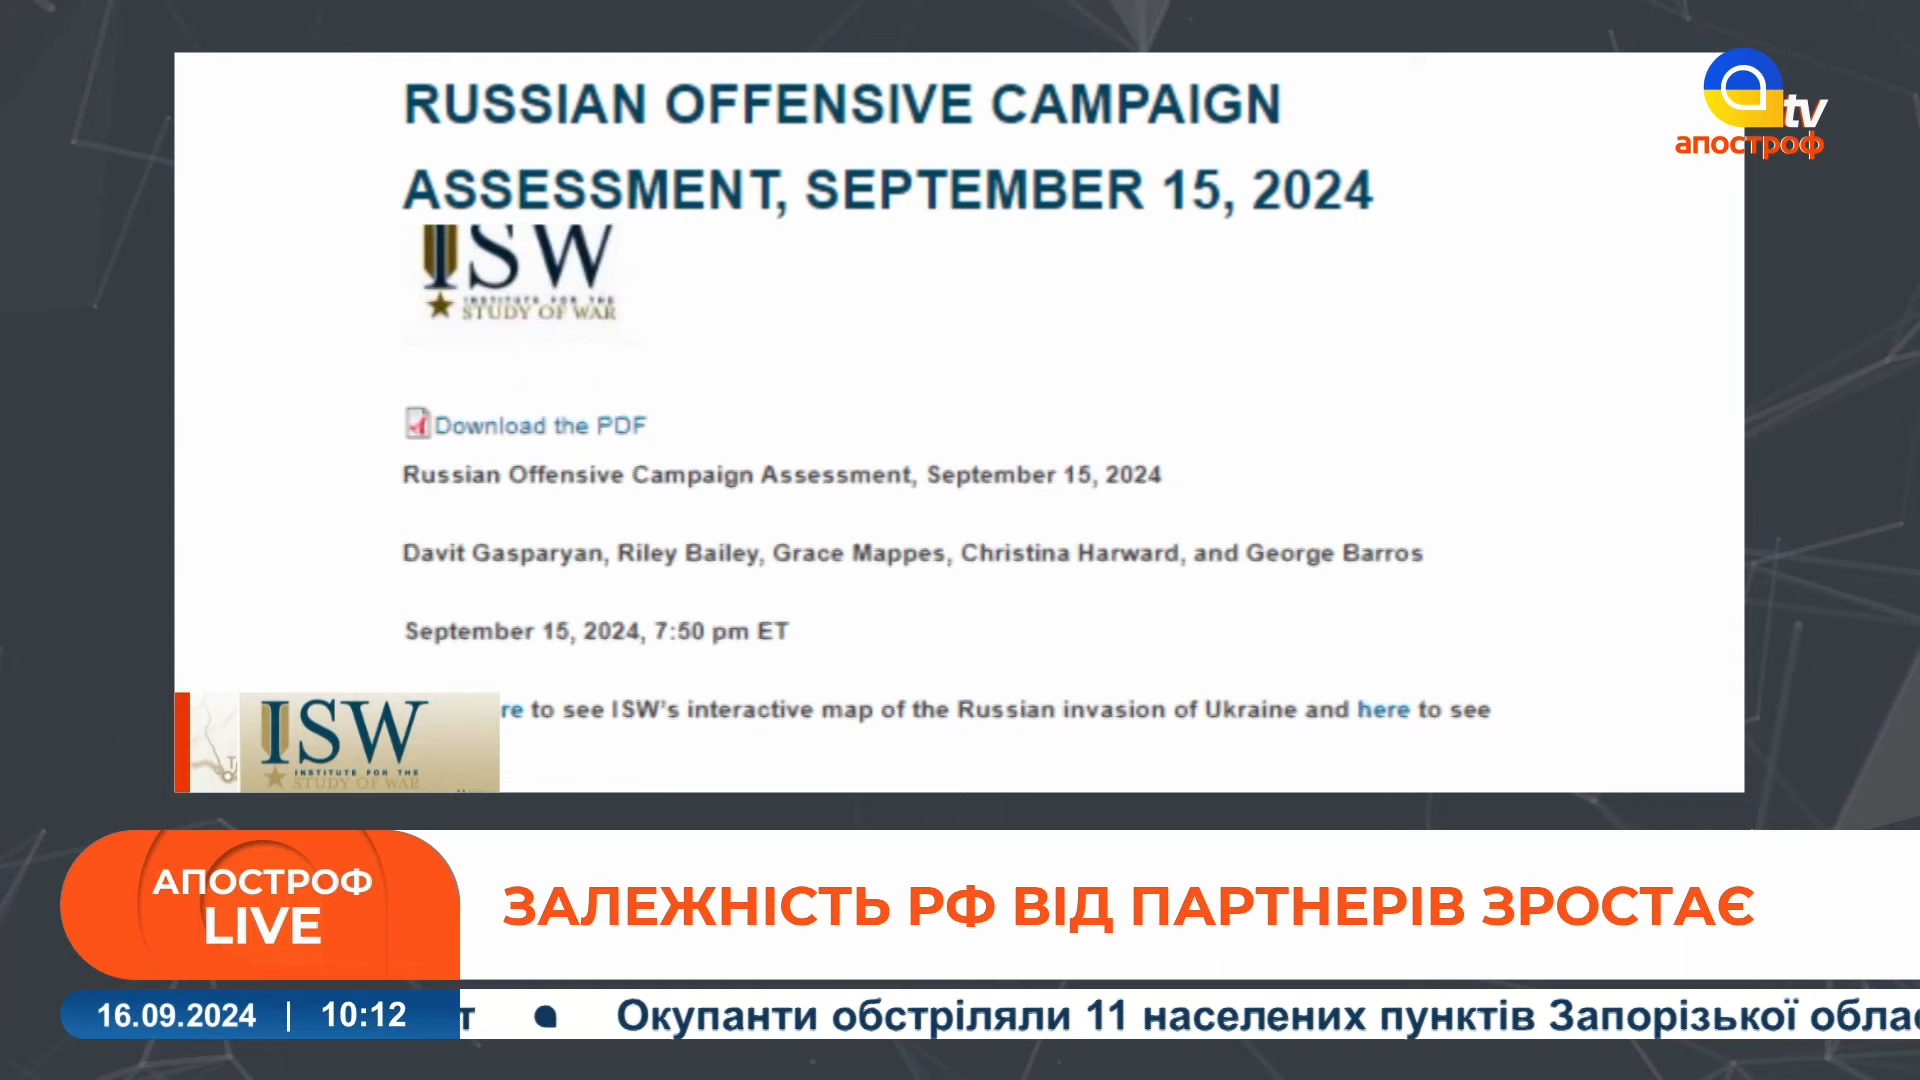 RUSSIAN OFFENSIVE CAMPAIGN
ASSESSMENT, SEPTEMBER 15, 2024
tv
апостроф
ISW
INSTITUTE FOR THE
STUDY OF WAR
Download the PDF
Russian Offensive Campaign Assessment, September 15, 2024
Davit Gasparyan, Riley Bailey, Grace Mappes, Christina Harward, and George Barros
September 15, 2024, 7:50 pm ET
re to see ISW's interactive map of the Russian invasion of Ukraine and here to see
ISW
INSTITUTE FOR THE
STUDY OF WAR
АПОСТРОФ
LIVE
ЗАЛЕЖНІСТЬ РФ ВІД ПАРТНЕРІВ ЗРОСТАЄ
16.09.2024 | 10:12
т Окупанти обстріляли 11 населених пунктів Запорізької обла